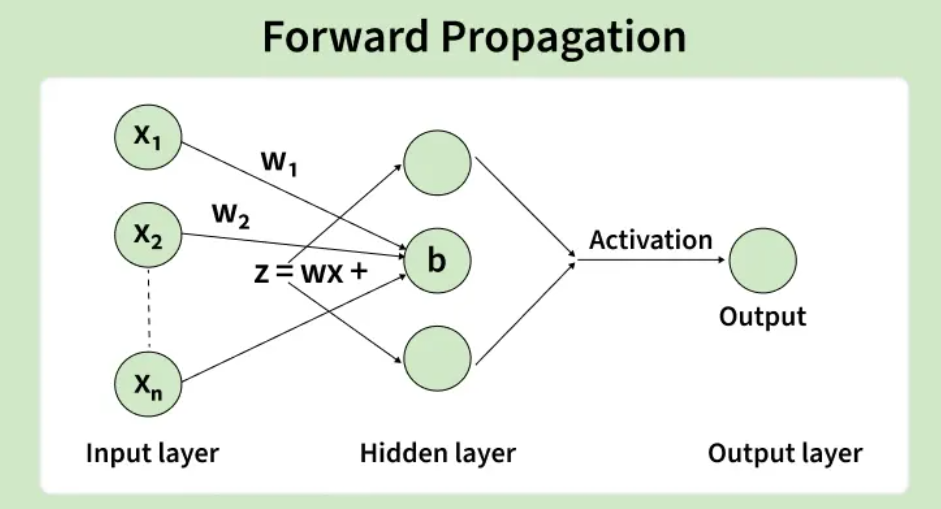 Forward Propagation
x₁
w₁
x₂
w₂
z = wx + b
Activation
Output
xₙ
Input layer
Hidden layer
Output layer